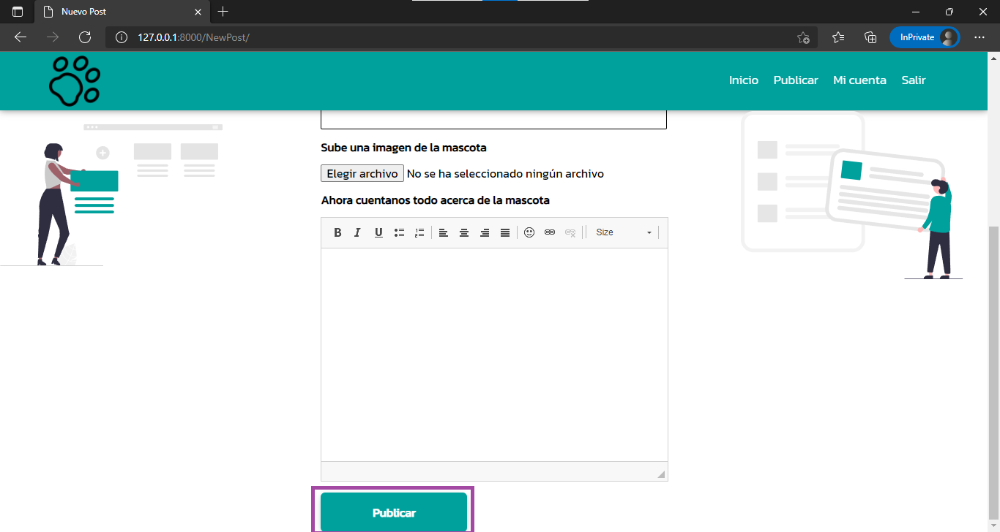 Nuevo Post
127.0.0.1:8000/NewPost/
InPrivate
Inicio Publicar Mi cuenta Salir
Sube una imagen de la mascota
Elegir archivo No se ha seleccionado ningún archivo
Ahora cuentanos todo acerca de la mascota
B I U Size
Publicar